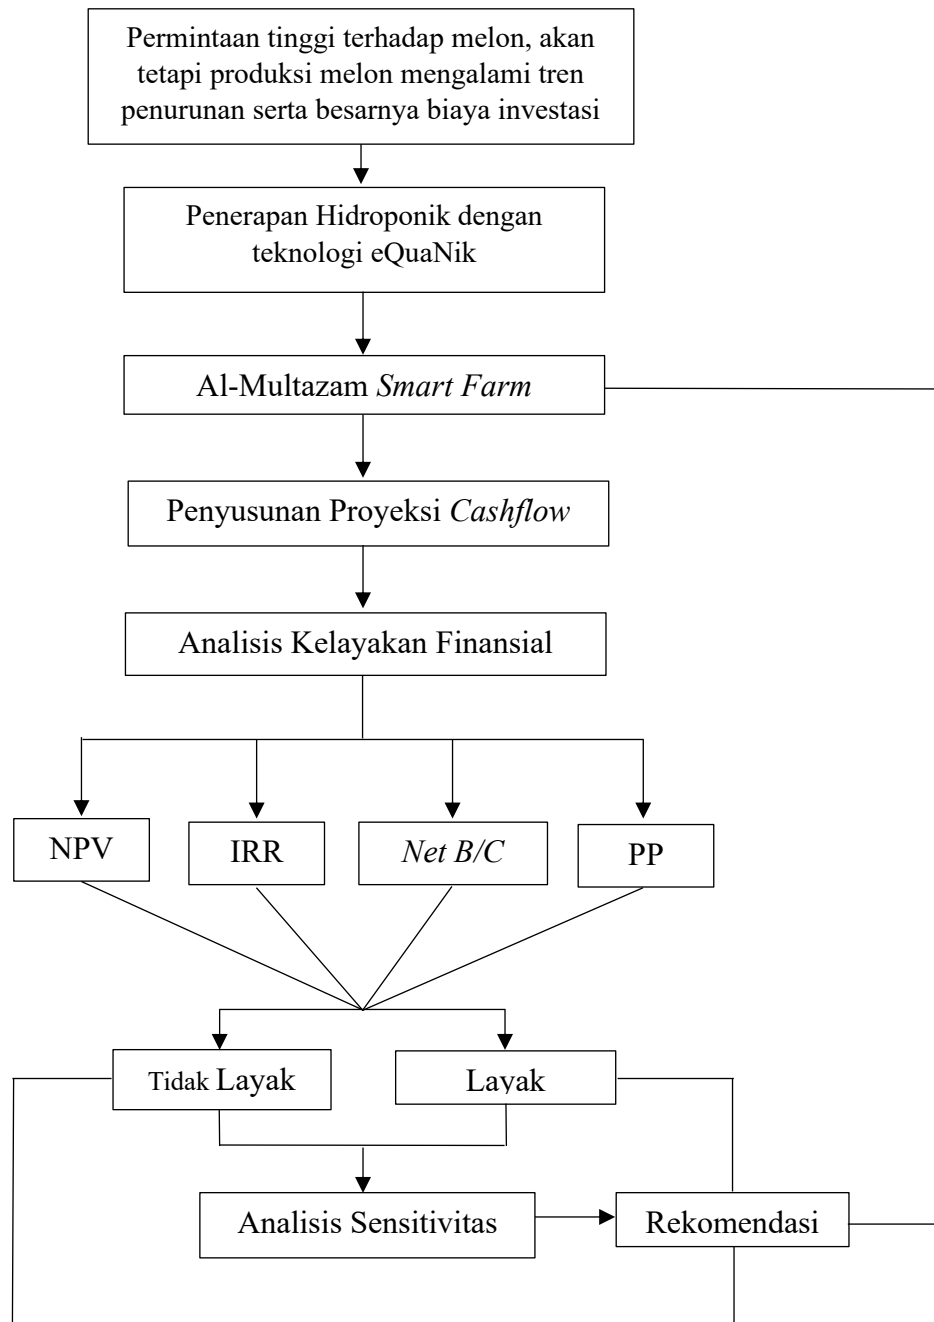 Permintaan tinggi terhadap melon, akan
tetapi produksi melon mengalami tren
penurunan serta besarnya biaya investasi
Penerapan Hidroponik dengan
teknologi eQuaNik
Al-Multazam Smart Farm
Penyusunan Proyeksi Cashflow
Analisis Kelayakan Finansial
NPV
IRR
Net B/C
PP
Tidak Layak
Layak
Analisis Sensitivitas
Rekomendasi